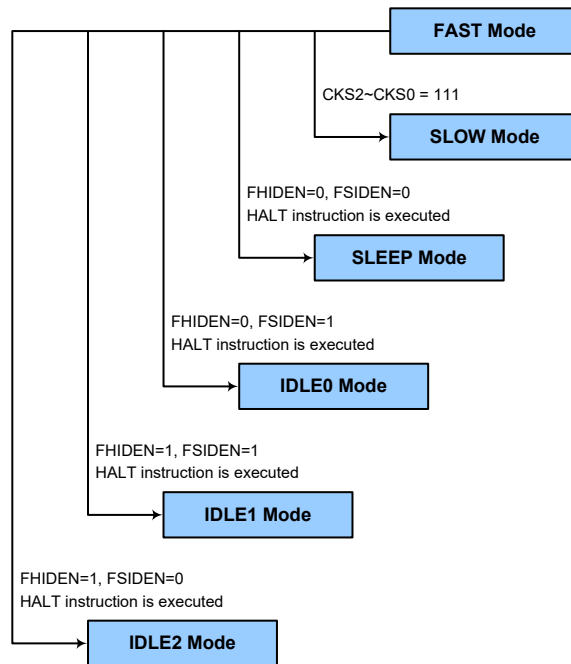 FAST Mode
CKS2~CKS0 = 111
SLOW Mode
FHIDEN=0, FSIDEN=0
HALT instruction is executed
SLEEP Mode
FHIDEN=0, FSIDEN=1
HALT instruction is executed
IDLE0 Mode
FHIDEN=1, FSIDEN=1
HALT instruction is executed
IDLE1 Mode
FHIDEN=1, FSIDEN=0
HALT instruction is executed
IDLE2 Mode